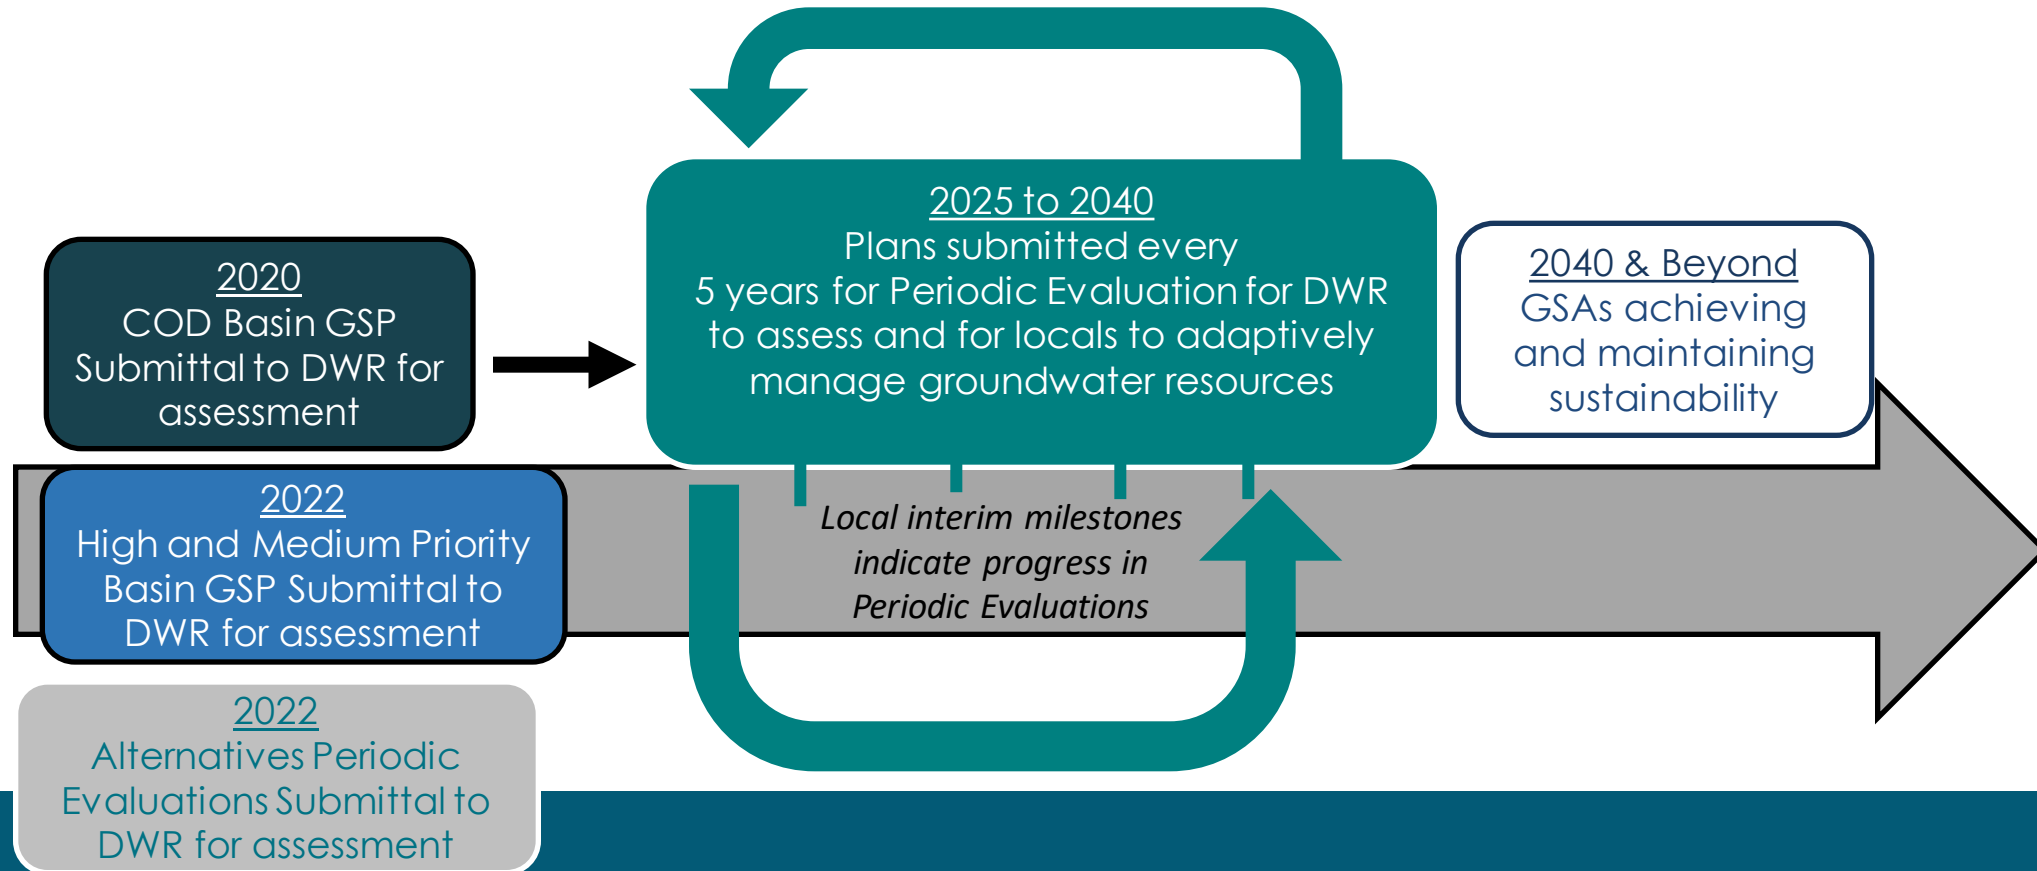 2020
COD Basin GSP
Submittal to DWR for
assessment
2022
High and Medium Priority
Basin GSP Submittal to
DWR for assessment
2022
Alternatives Periodic
Evaluations Submittal to
DWR for assessment
2025 to 2040
Plans submitted every
5 years for Periodic Evaluation for DWR
to assess and for locals to adaptively
manage groundwater resources
Local interim milestones
indicate progress in
Periodic Evaluations
2040 & Beyond
GSAs achieving
and maintaining
sustainability